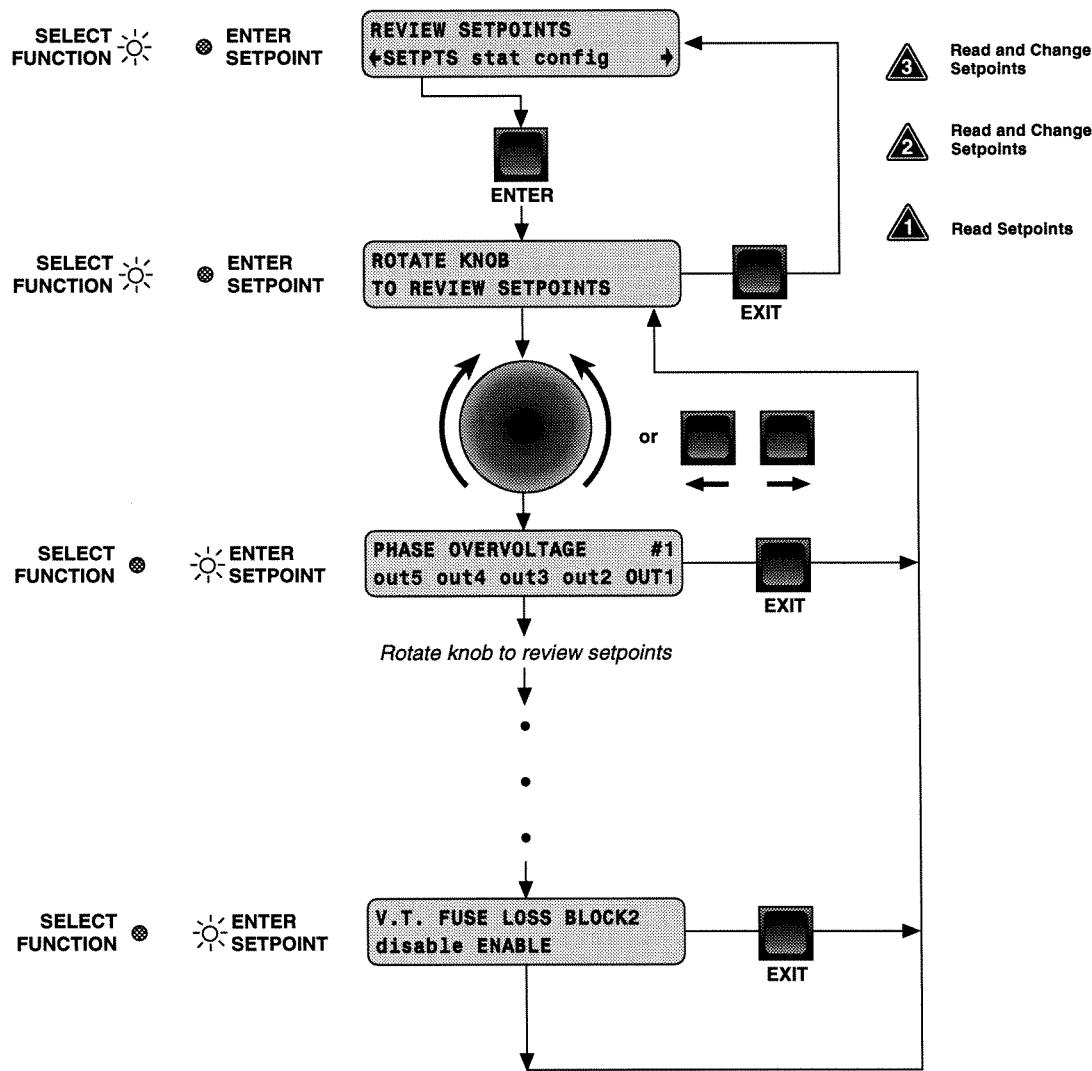 SELECT
FUNCTION
ENTER
SETPOINT
REVIEW SETPOINTS
←SETPTS stat config →
3
Read and Change
Setpoints
2
Read and Change
Setpoints
1
Read Setpoints
ENTER
SELECT
FUNCTION
ENTER
SETPOINT
ROTATE KNOB
TO REVIEW SETPOINTS
EXIT
or
SELECT
FUNCTION
ENTER
SETPOINT
PHASE OVERVOLTAGE #1
out5 out4 out3 out2 OUT1
EXIT
Rotate knob to review setpoints
SELECT
FUNCTION
ENTER
SETPOINT
V.T. FUSE LOSS BLOCK2
disable ENABLE
EXIT